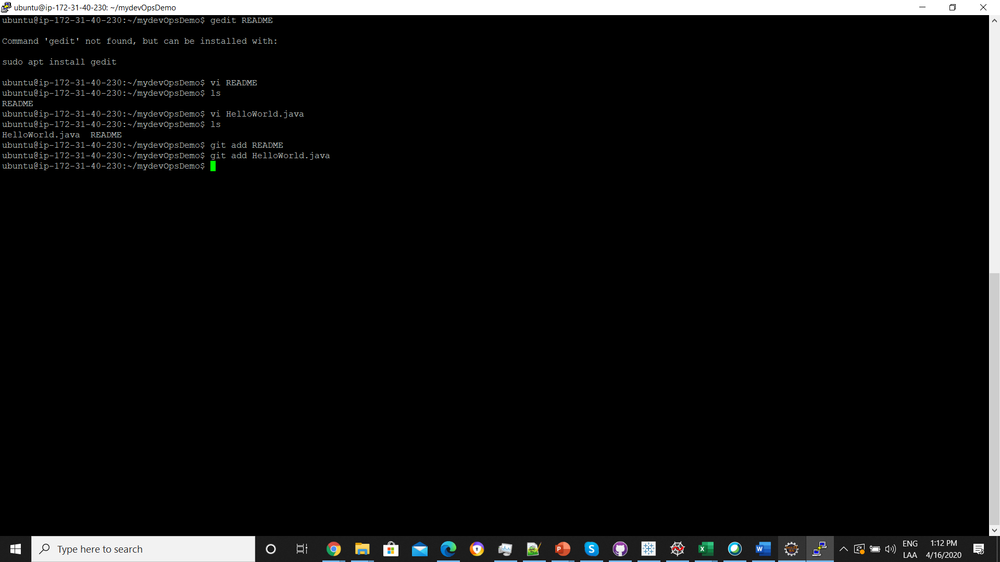 ubuntu@ip-172-31-40-230: ~/mydevOpsDemo
ubuntu@ip-172-31-40-230:~/mydevOpsDemo$ gedit README
Command 'gedit' not found, but can be installed with:
sudo apt install gedit
ubuntu@ip-172-31-40-230:~/mydevOpsDemo$ vi README
ubuntu@ip-172-31-40-230:~/mydevOpsDemo$ ls
README
ubuntu@ip-172-31-40-230:~/mydevOpsDemo$ vi HelloWorld.java
ubuntu@ip-172-31-40-230:~/mydevOpsDemo$ ls
HelloWorld.java  README
ubuntu@ip-172-31-40-230:~/mydevOpsDemo$ git add README
ubuntu@ip-172-31-40-230:~/mydevOpsDemo$ git add HelloWorld.java
ubuntu@ip-172-31-40-230:~/mydevOpsDemo$
Type here to search
ENG
LAA
1:12 PM
4/16/2020